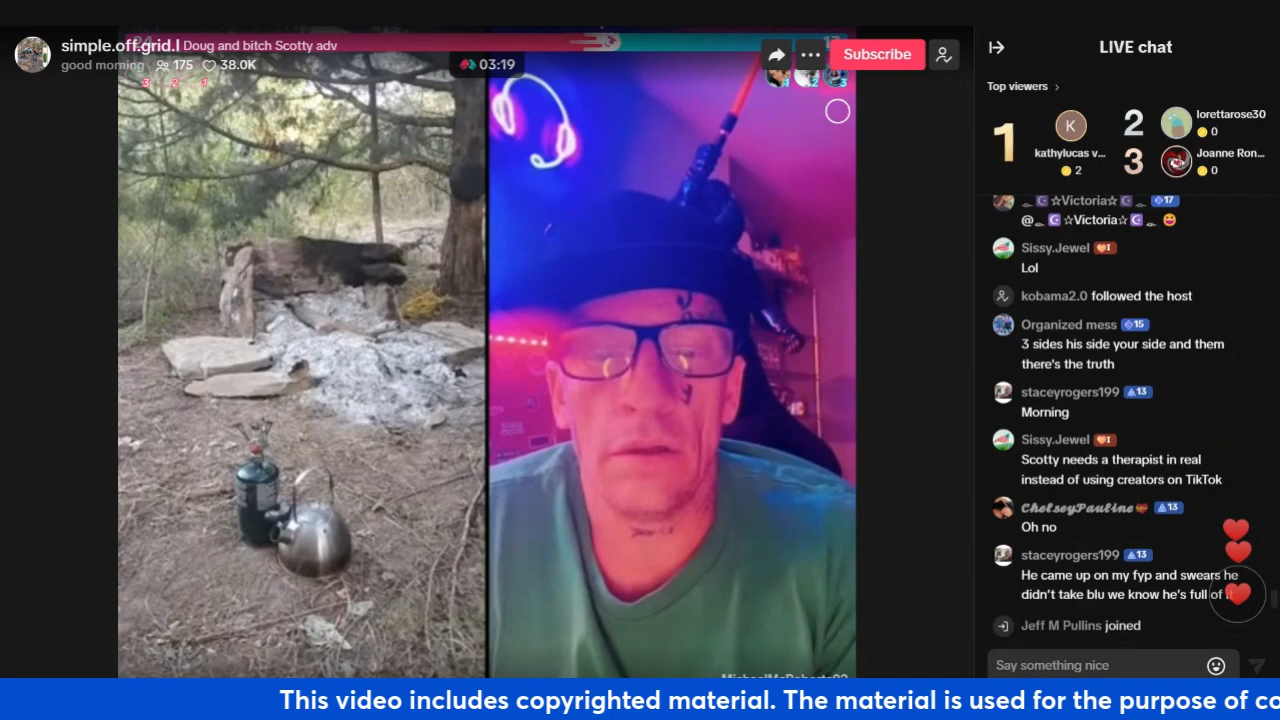 simple.off.grid.l Doug and bitch Scotty adv
good morning 175 38.0K
3 2 1
03:19
Subscribe
LIVE chat
Top viewers
1
K
kathylucas v...
2
2
lorettarose30
0
3
Joanne Ron...
0
☆Victoria☆ 17
@ ☆Victoria☆
Sissy.Jewel I
Lol
kobama2.0 followed the host
Organized mess 15
3 sides his side your side and them
there's the truth
staceyrogers199 13
Morning
Sissy.Jewel I
Scotty needs a therapist in real
instead of using creators on TikTok
ChelseyPauline 13
Oh no
staceyrogers199 13
He came up on my fyp and swears he
didn't take blu we know he's full of it
Jeff M Pullins joined
Say something nice
This video includes copyrighted material. The material is used for the purpose of co